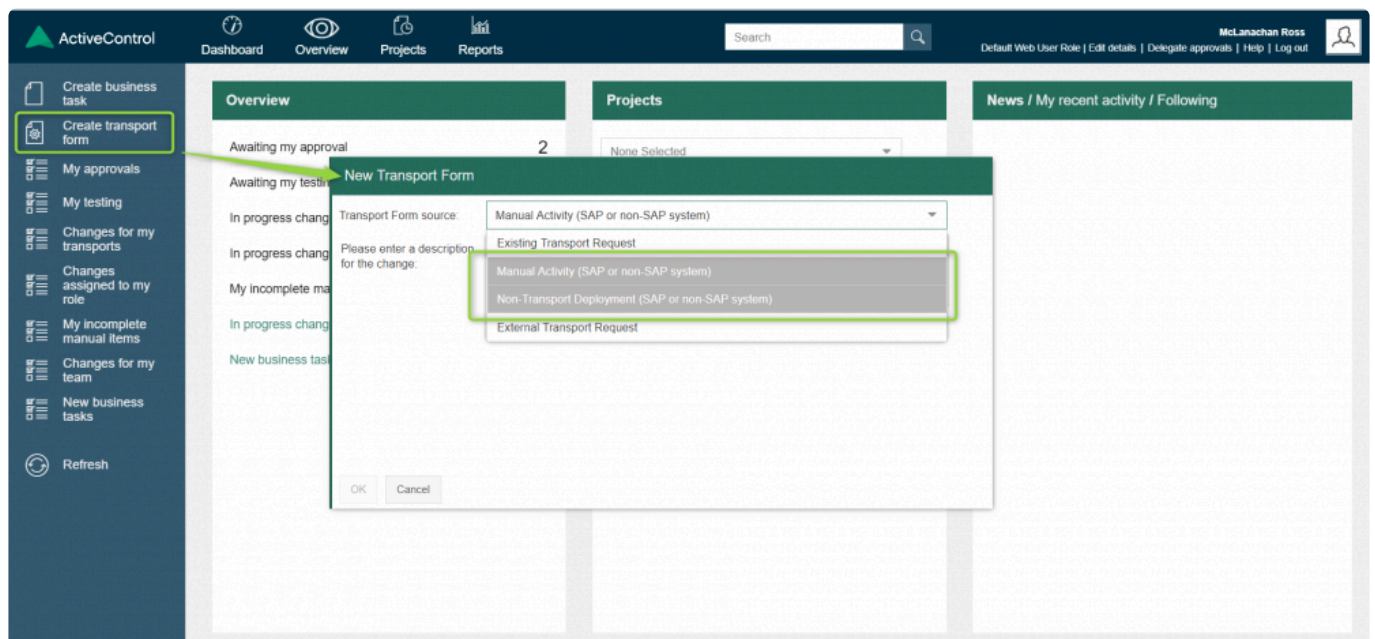 ActiveControl
Dashboard
Overview
Projects
Reports
Search
McLanachan Ross
Default Web User Role | Edit details | Delegate approvals | Help | Log out
Create business
task
Create transport
form
My approvals
My testing
Changes for my
transports
Changes
assigned to my
role
My incomplete
manual items
Changes for my
team
New business
tasks
Refresh
Overview
Awaiting my approval 2
Awaiting my testin
In progress chang
In progress chang
My incomplete ma
In progress chang
New business tas
Projects
None Selected
News / My recent activity / Following
New Transport Form
Transport Form source: Manual Activity (SAP or non-SAP system)
Please enter a description
for the change:
Existing Transport Request
Manual Activity (SAP or non-SAP system)
Non-Transport Deployment (SAP or non-SAP system)
External Transport Request
OK Cancel